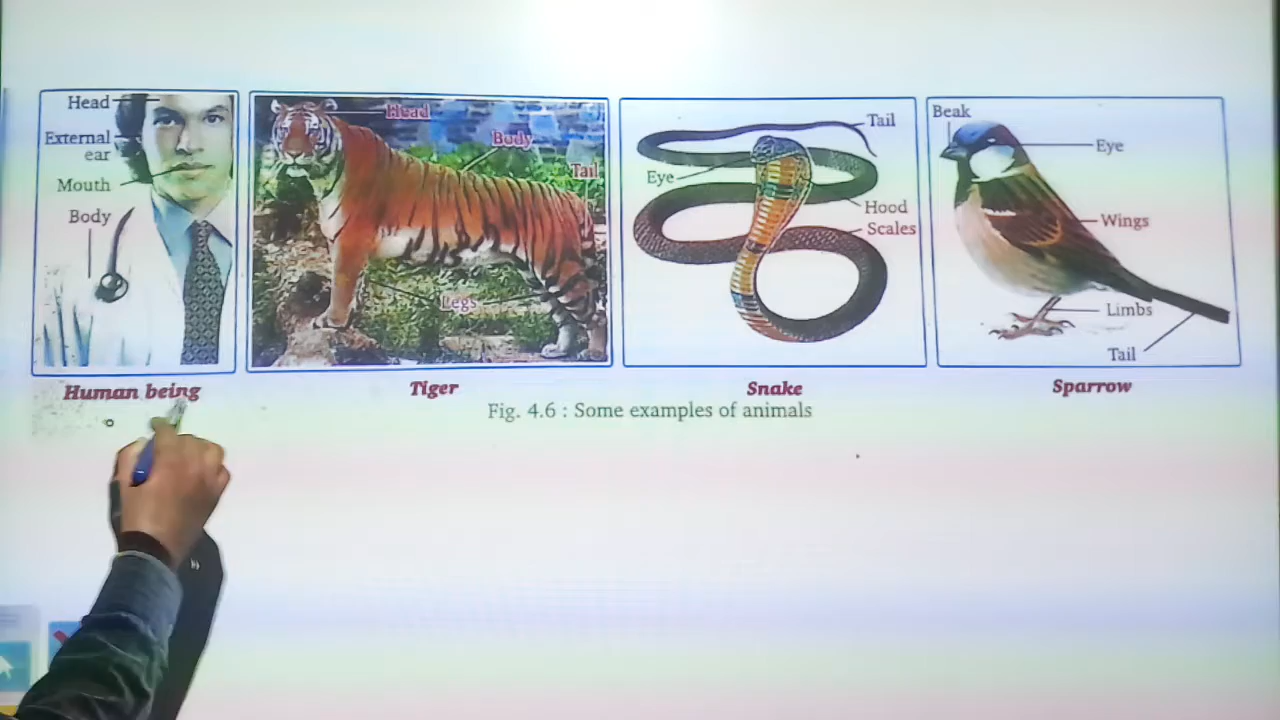 Head
External
ear
Mouth
Body
Human being
Head
Body
Tail
Legs
Tiger
Tail
Eye
Hood
Scales
Snake
Beak
Eye
Wings
Limbs
Tail
Sparrow
Fig. 4.6 : Some examples of animals